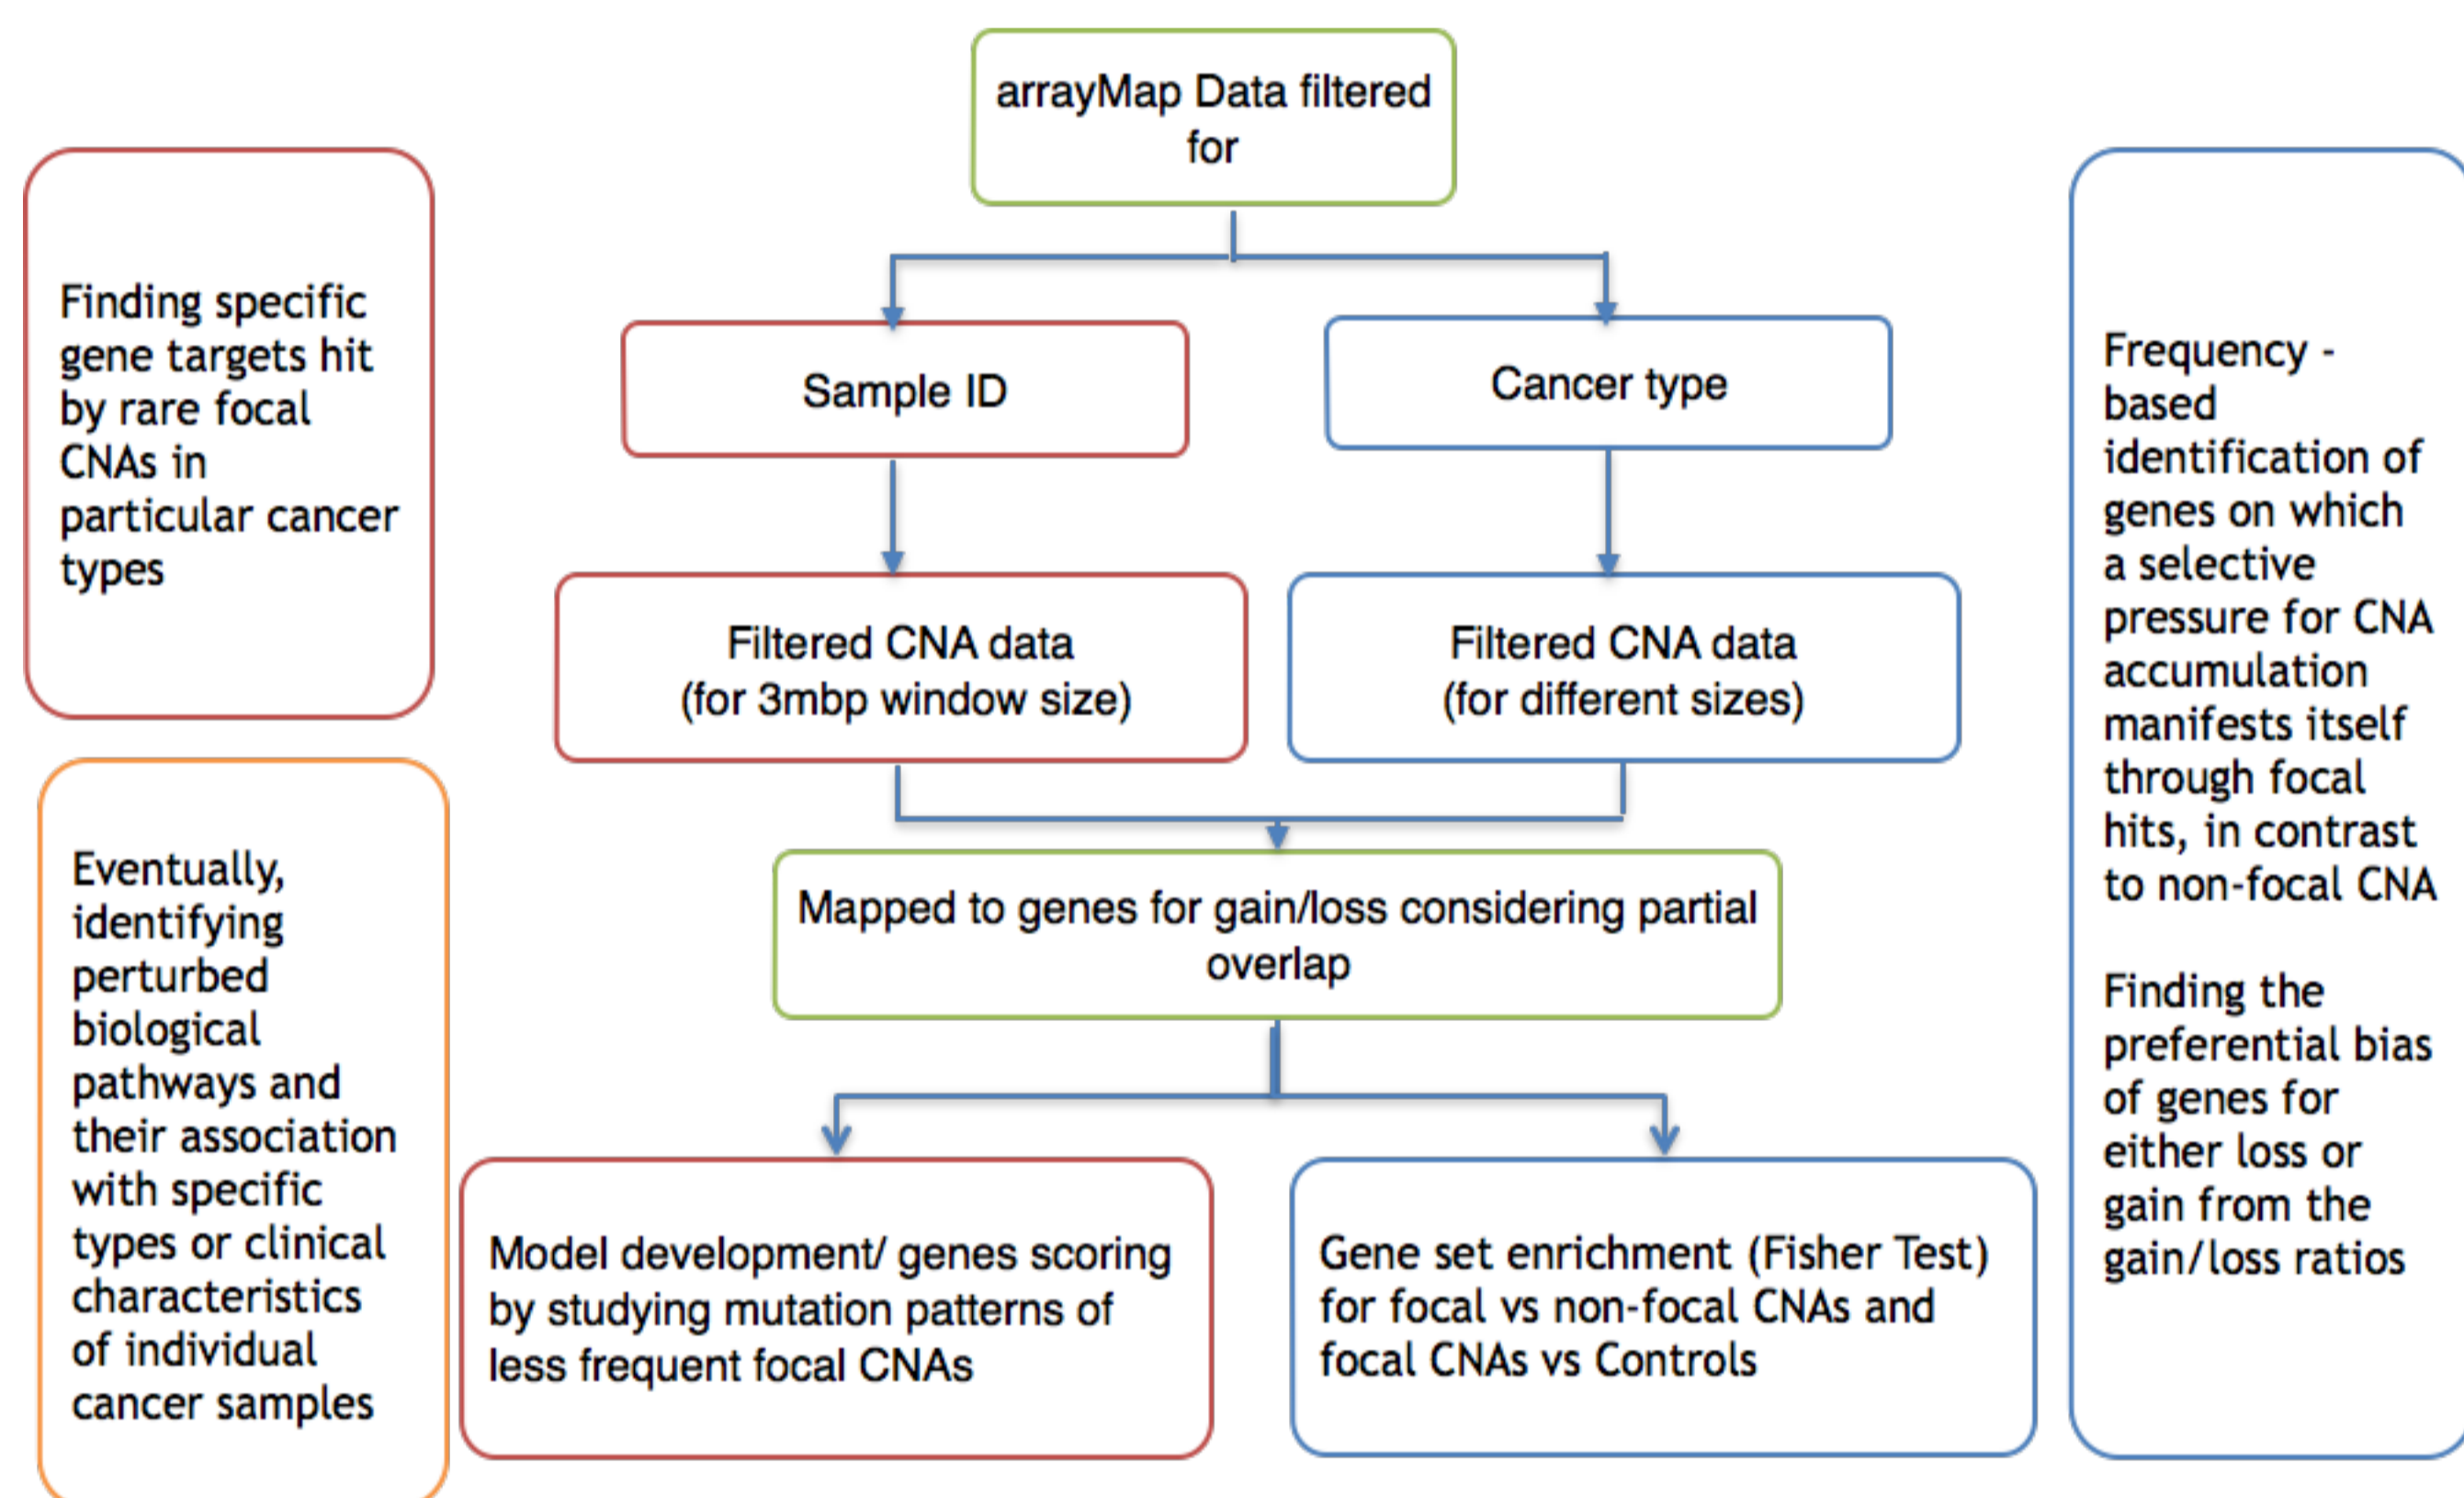 arrayMap Data filtered
for
Finding specific
gene targets hit
by rare focal
CNAs in
particular cancer
types
Sample ID
Cancer type
Filtered CNA data
(for 3mbp window size)
Filtered CNA data
(for different sizes)
Mapped to genes for gain/loss considering partial
overlap
Eventually,
identifying
perturbed
biological
pathways and
their association
with specific
types or clinical
characteristics
of individual
cancer samples
Model development/ genes scoring
by studying mutation patterns of
less frequent focal CNAs
Gene set enrichment (Fisher Test)
for focal vs non-focal CNAs and
focal CNAs vs Controls
Frequency -
based
identification of
genes on which
a selective
pressure for CNA
accumulation
manifests itself
through focal
hits, in contrast
to non-focal CNA
Finding the
preferential bias
of genes for
either loss or
gain from the
gain/loss ratios